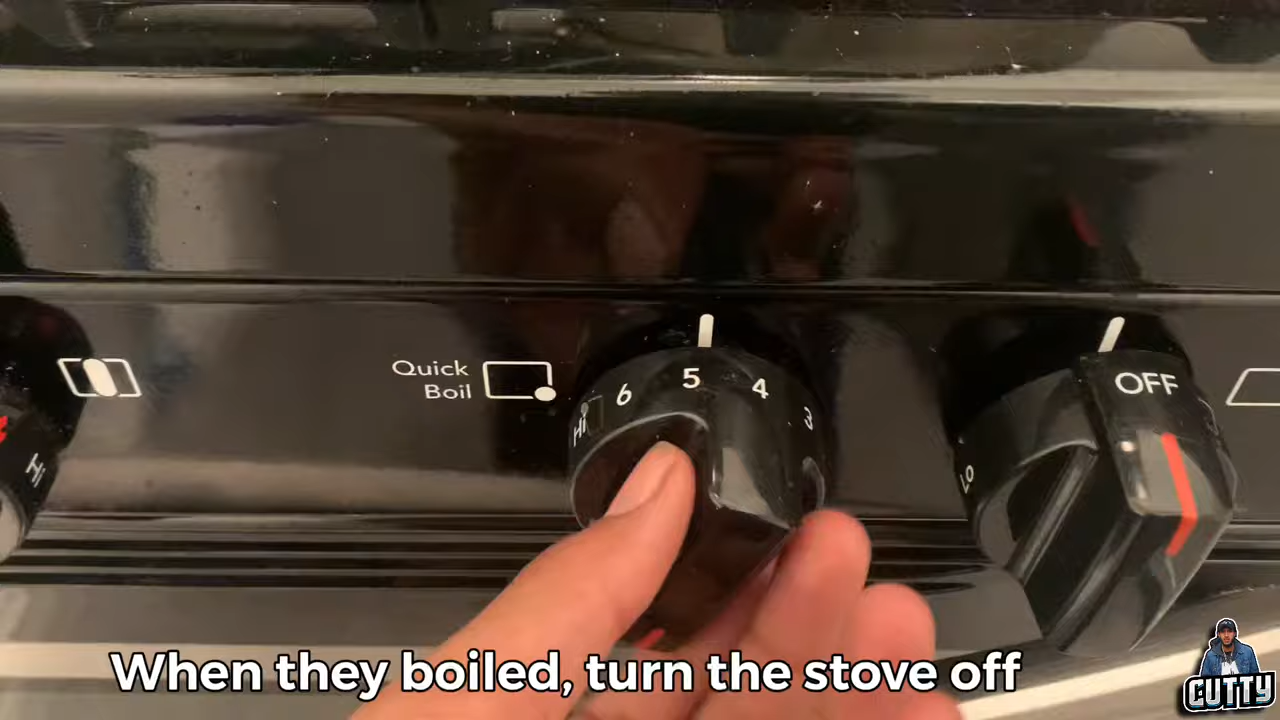 Quick
Boil
Hi
6
5
4
3
OFF
LO
Hi
When they boiled, turn the stove off
CUTTY